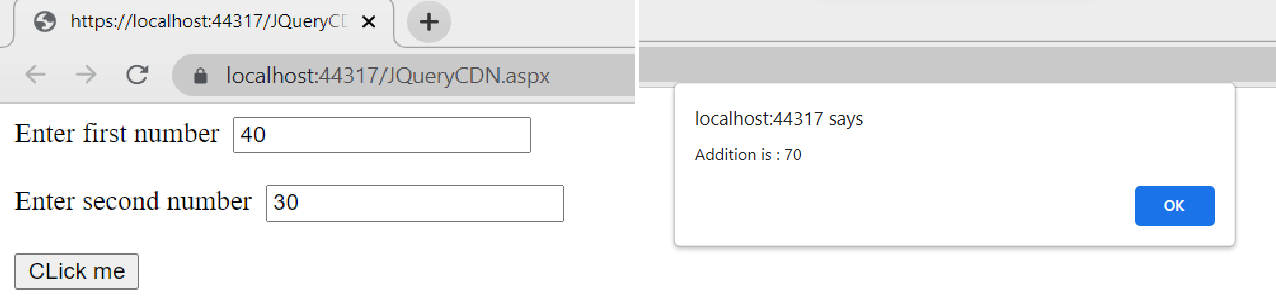 https://localhost:44317/JQueryCD
localhost:44317/JQueryCDN.aspx
Enter first number 40
Enter second number 30
CLick me
localhost:44317 says
Addition is : 70
OK